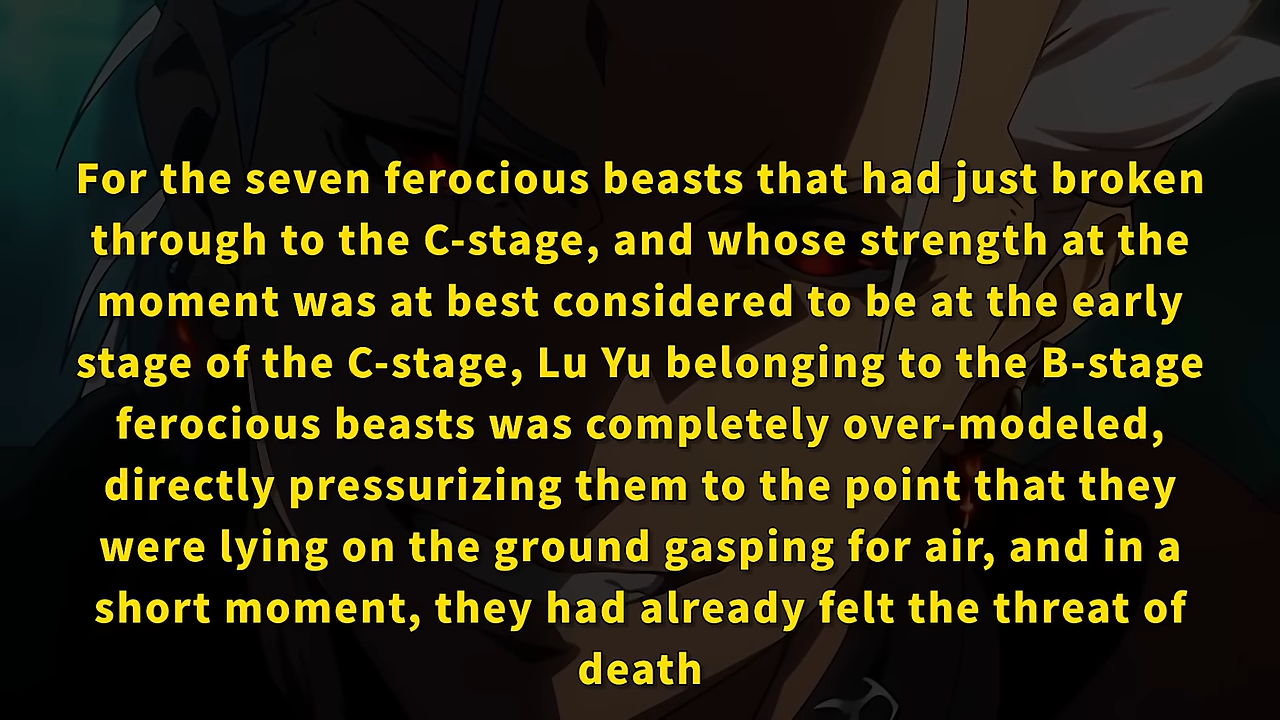 For the seven ferocious beasts that had just broken
through to the C-stage, and whose strength at the
moment was at best considered to be at the early
stage of the C-stage, Lu Yu belonging to the B-stage
ferocious beasts was completely over-modeled,
directly pressurizing them to the point that they
were lying on the ground gasping for air, and in a
short moment, they had already felt the threat of
death